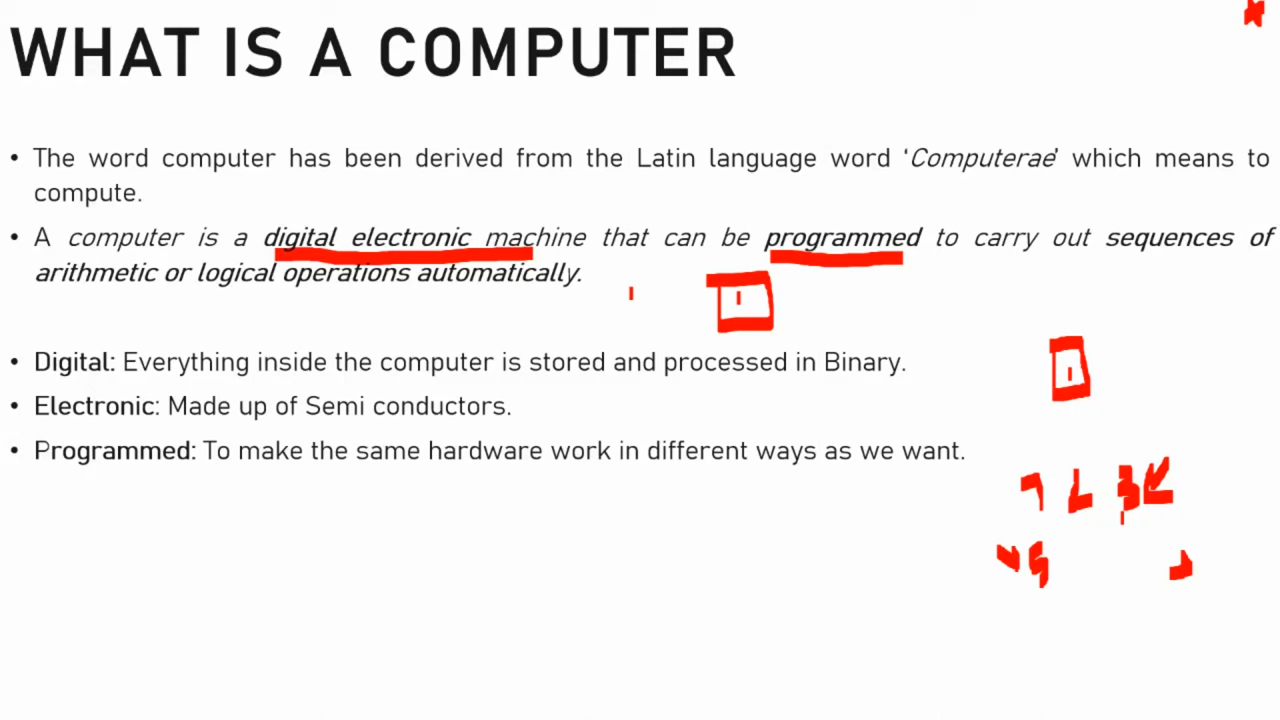 WHAT IS A COMPUTER
• The word computer has been derived from the Latin language word ‘Computerae’ which means to
compute.
• A computer is a digital electronic machine that can be programmed to carry out sequences of
arithmetic or logical operations automatically.
• Digital: Everything inside the computer is stored and processed in Binary.
• Electronic: Made up of Semi conductors.
• Programmed: To make the same hardware work in different ways as we want.